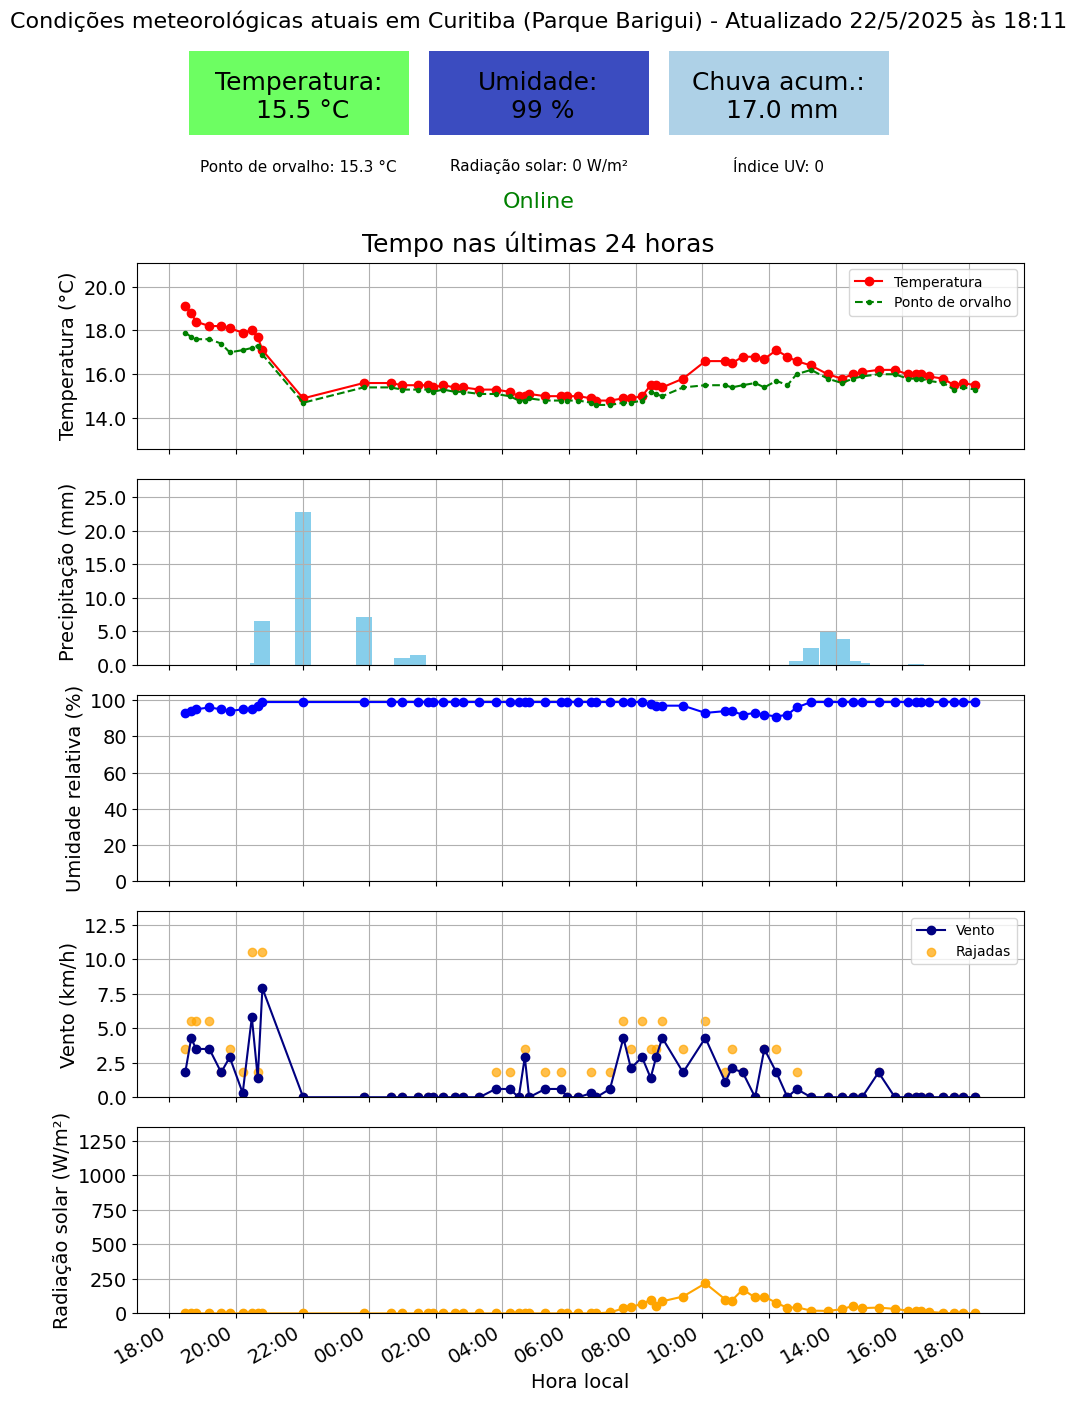 Condições meteorológicas atuais em Curitiba (Parque Barigui) - Atualizado 22/5/2025 às 18:11
Temperatura:
15.5 °C
Umidade:
99 %
Chuva acum.:
17.0 mm
Ponto de orvalho: 15.3 °C
Radiação solar: 0 W/m²
Índice UV: 0
Online
Tempo nas últimas 24 horas
Temperatura (°C)
20.0
18.0
16.0
14.0
Temperatura
Ponto de orvalho
Precipitação (mm)
25.0
20.0
15.0
10.0
5.0
0.0
Umidade relativa (%)
100
80
60
40
20
0
Vento (km/h)
12.5
10.0
7.5
5.0
2.5
0.0
Vento
Rajadas
Radiação solar (W/m²)
1250
1000
750
500
250
0
18:00
20:00
22:00
00:00
02:00
04:00
06:00
08:00
10:00
12:00
14:00
16:00
18:00
Hora local